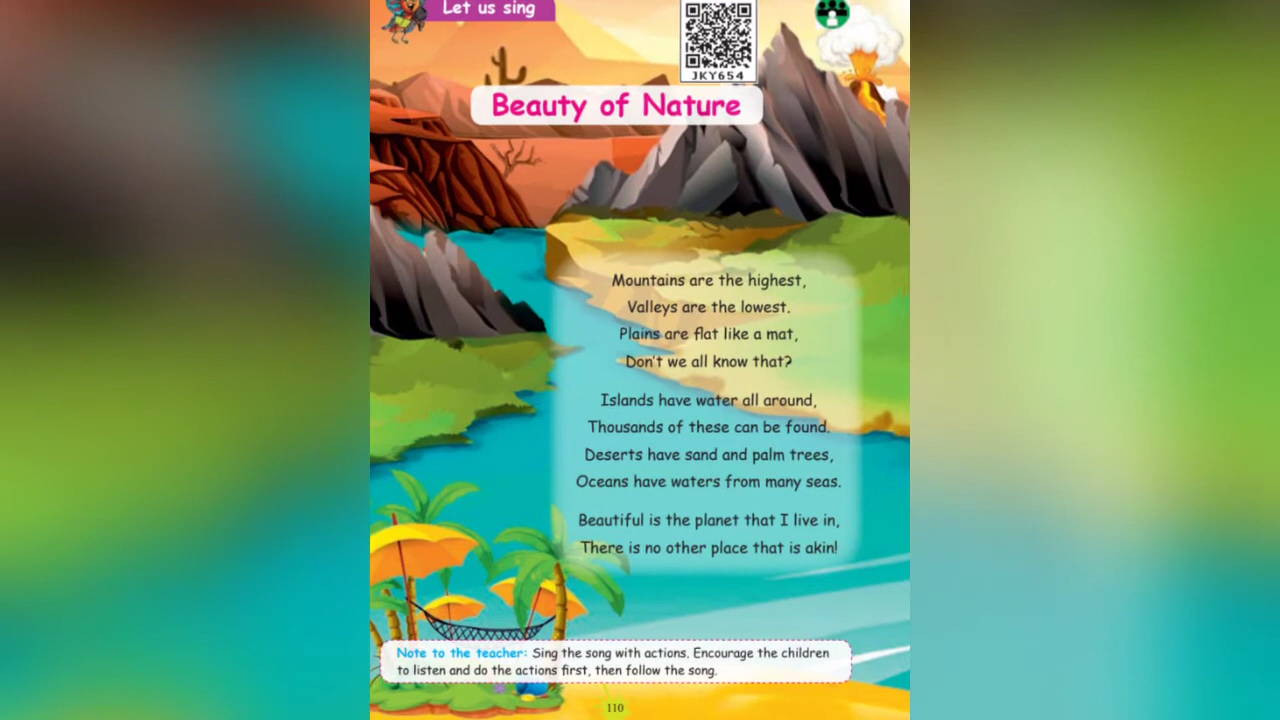 Let us sing
JKY654
Beauty of Nature
Mountains are the highest,
Valleys are the lowest.
Plains are flat like a mat,
Don't we all know that?
Islands have water all around,
Thousands of these can be found.
Deserts have sand and palm trees,
Oceans have waters from many seas.
Beautiful is the planet that I live in,
There is no other place that is akin!
Note to the teacher: Sing the song with actions. Encourage the children
to listen and do the actions first, then follow the song.
110